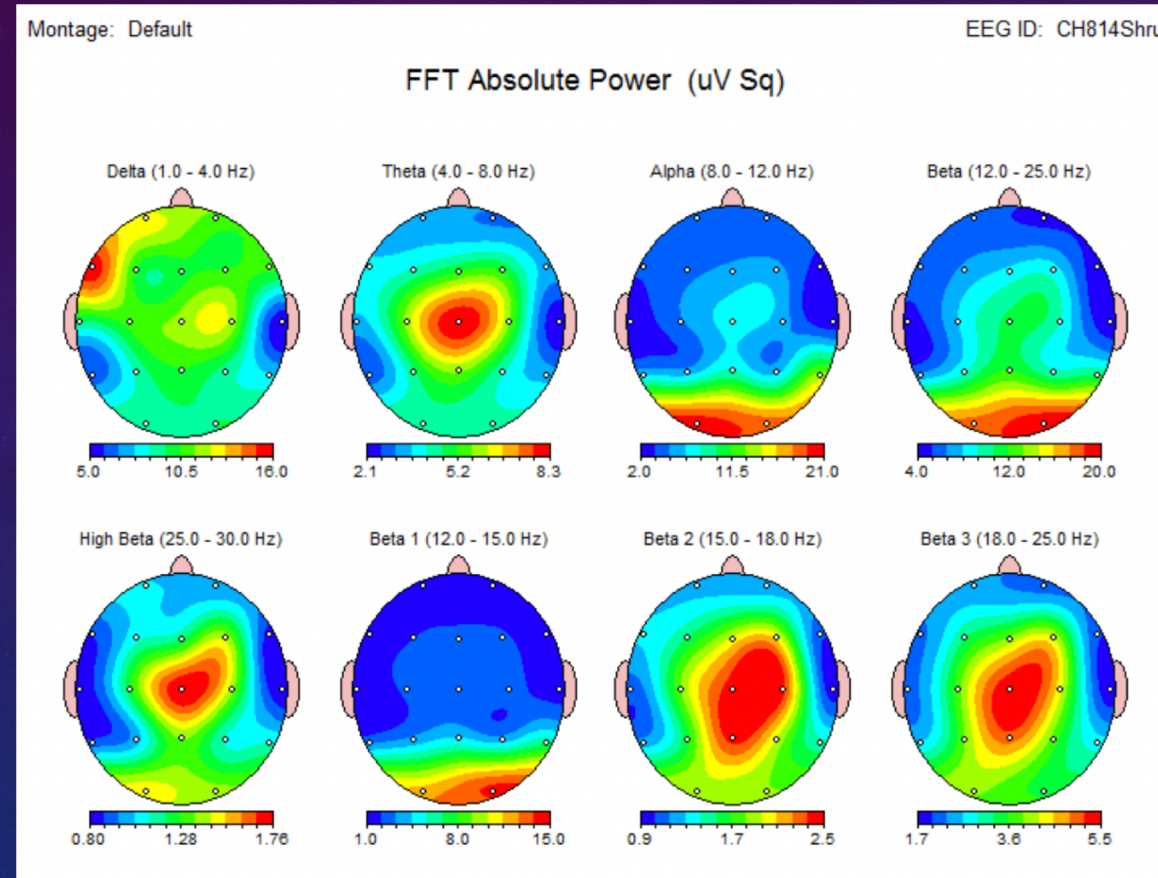 Montage: Default
EEG ID: CH814Shru
FFT Absolute Power (uV Sq)
Delta (1.0 - 4.0 Hz)
Theta (4.0 - 8.0 Hz)
Alpha (8.0 - 12.0 Hz)
Beta (12.0 - 25.0 Hz)
5.0 10.5 16.0
2.1 5.2 8.3
2.0 11.5 21.0
4.0 12.0 20.0
High Beta (25.0 - 30.0 Hz)
Beta 1 (12.0 - 15.0 Hz)
Beta 2 (15.0 - 18.0 Hz)
Beta 3 (18.0 - 25.0 Hz)
0.80 1.28 1.76
1.0 8.0 15.0
0.9 1.7 2.5
1.7 3.6 5.5